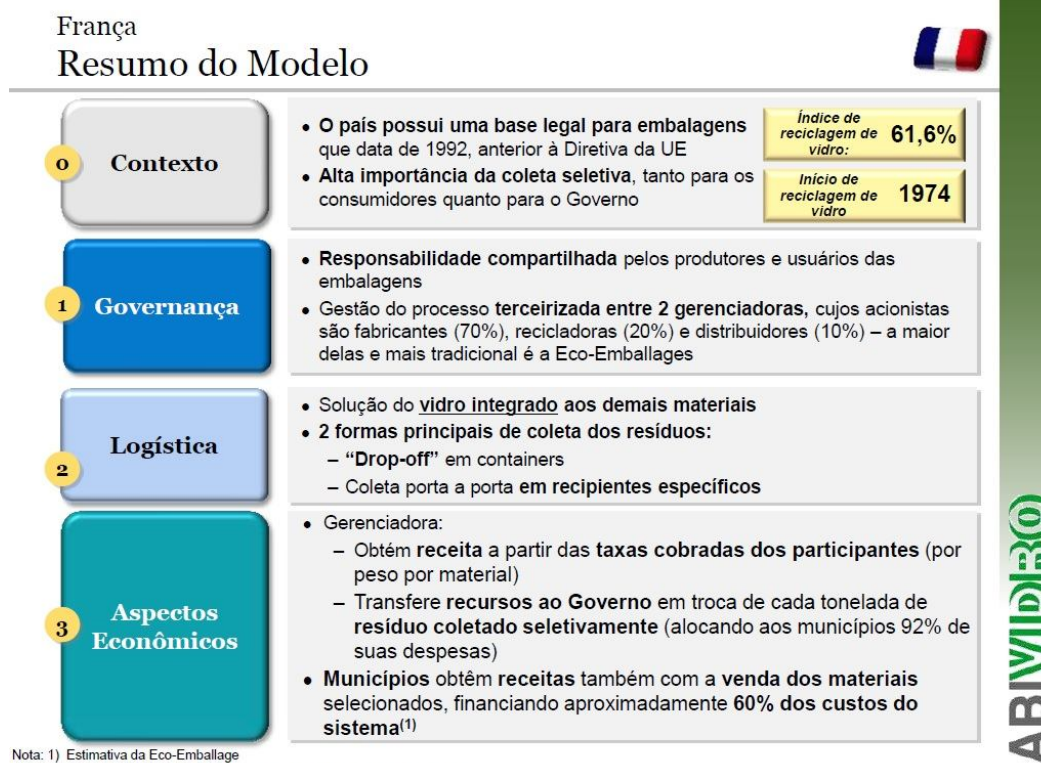 França
Resumo do Modelo
0
Contexto
• O país possui uma base legal para embalagens
que data de 1992, anterior à Diretiva da UE
• Alta importância da coleta seletiva, tanto para os
consumidores quanto para o Governo
Índice de
reciclagem de
vidro:
61,6%
Início de
reciclagem de
vidro
1974
1
Governança
• Responsabilidade compartilhada pelos produtores e usuários das
embalagens
• Gestão do processo terceirizada entre 2 gerenciadoras, cujos acionistas
são fabricantes (70%), recicladoras (20%) e distribuidores (10%) – a maior
delas e mais tradicional é a Eco-Emballages
2
Logística
• Solução do vidro integrado aos demais materiais
• 2 formas principais de coleta dos resíduos:
– “Drop-off” em containers
– Coleta porta a porta em recipientes específicos
3
Aspectos
Econômicos
• Gerenciadora:
– Obtém receita a partir das taxas cobradas dos participantes (por
peso por material)
– Transfere recursos ao Governo em troca de cada tonelada de
resíduo coletado seletivamente (alocando aos municípios 92% de
suas despesas)
• Municípios obtêm receitas também com a venda dos materiais
selecionados, financiando aproximadamente 60% dos custos do
sistema(1)
Nota: 1) Estimativa da Eco-Emballage
ABIVIDRO